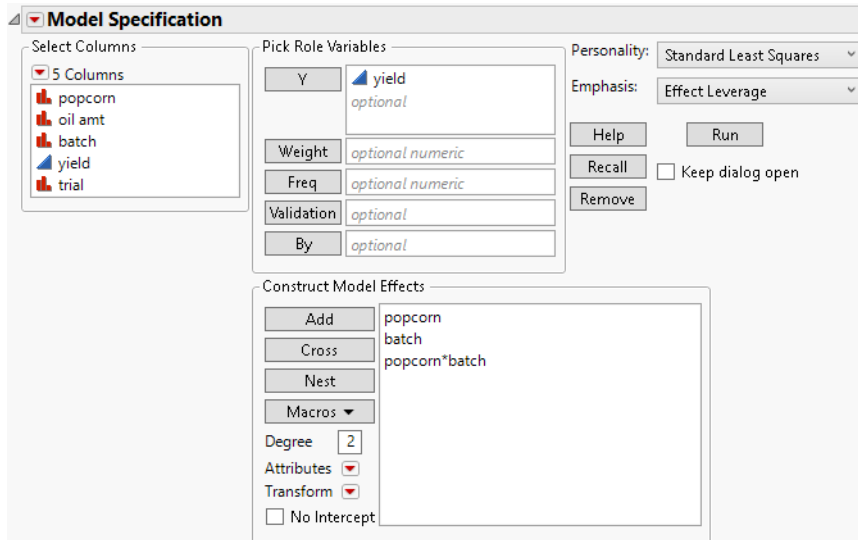 Model Specification
Select Columns
5 Columns
popcorn
oil amt
batch
yield
trial
Pick Role Variables
Y
yield
optional
Weight
optional numeric
Freq
optional numeric
Validation
optional
By
optional
Personality:
Standard Least Squares
Emphasis:
Effect Leverage
Help
Run
Recall
Keep dialog open
Remove
Construct Model Effects
Add
Cross
Nest
Macros
Degree
2
Attributes
Transform
No Intercept
popcorn
batch
popcorn*batch